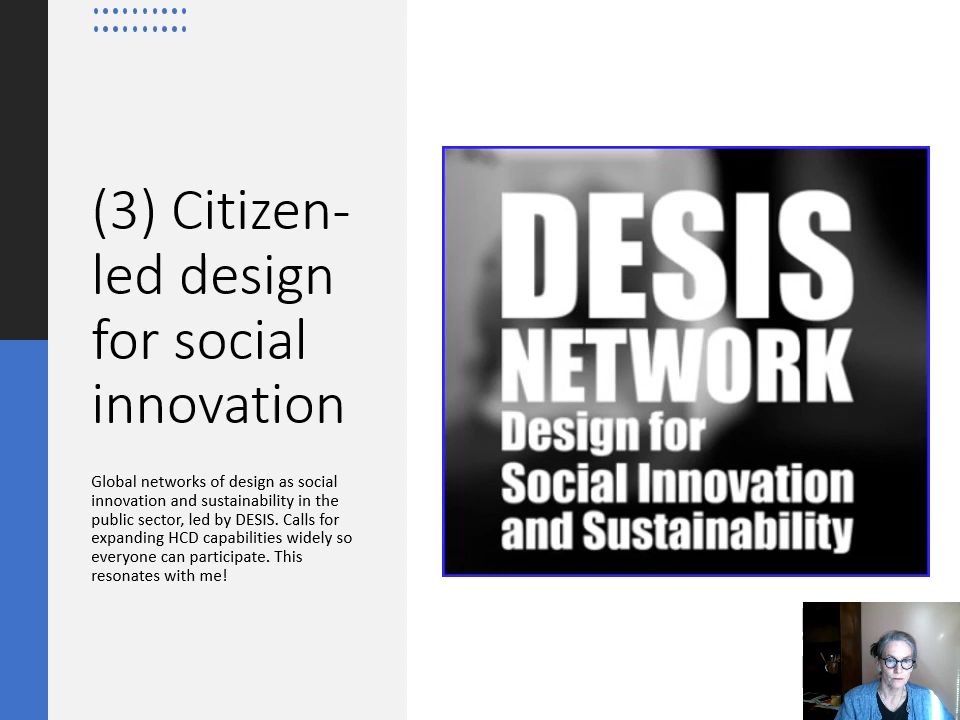 (3) Citizen-
led design
for social
innovation
Global networks of design as social
innovation and sustainability in the
public sector, led by DESIS. Calls for
expanding HCD capabilities widely so
everyone can participate. This
resonates with me!
DESIS
NETWORK
Design for
Social Innovation
and Sustainability